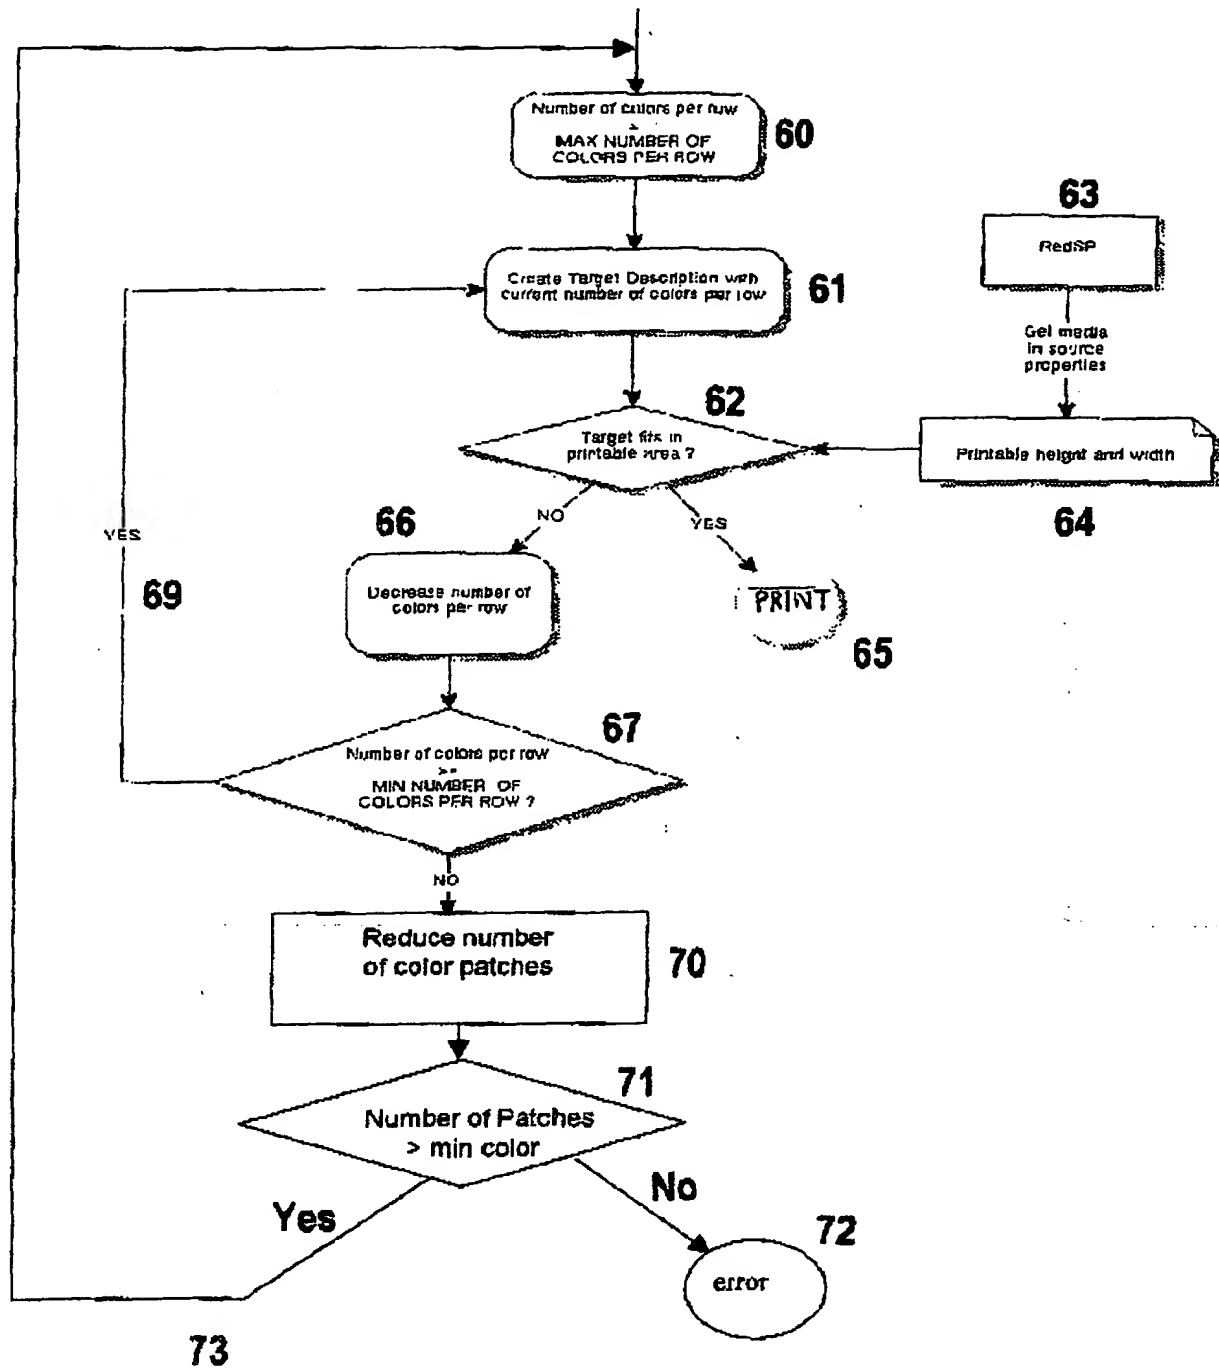 Number of colors per row
MAX NUMBER OF
COLORS PER ROW
60
63
RedSP
Create Target Description with
current number of colors per row
61
Get media
in source
properties
62
Target fits in
printable area ?
Printable height and width
64
NO
YES
66
YES
Decrease number of
colors per row
PRINT
69
65
67
Number of colors per row
>=
MIN NUMBER OF
COLORS PER ROW ?
NO
Reduce number
of color patches
70
71
Number of Patches
> min color
Yes
No
72
error
73